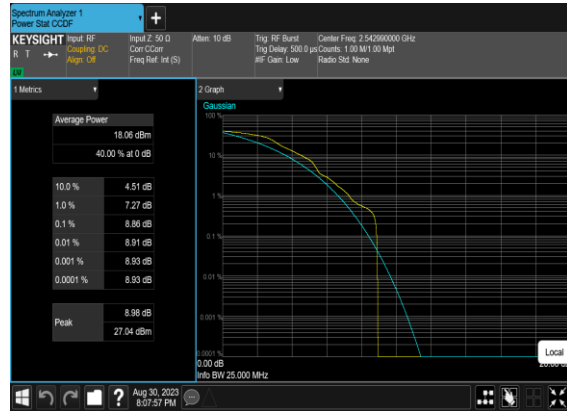 Spectrum Analyzer 1
Power Stat CCDF
KEYSIGHT
R T
LW
Input: RF
Coupling: DC
Align: Off
Input Z: 50 Ω
Corr CCorr
Freq Ref: Int (S)
Atten: 10 dB
Trig: RF Burst
Trig Delay: 500.0 µs
#IF Gain: Low
Center Freq: 2.542990000 GHz
Counts: 1.00 M/1.00 Mpt
Radio Std: None
1 Metrics
Average Power
18.06 dBm
40.00 % at 0 dB
10.0 % 4.51 dB
1.0 % 7.27 dB
0.1 % 8.86 dB
0.01 % 8.91 dB
0.001 % 8.93 dB
0.0001 % 8.93 dB
Peak
8.98 dB
27.04 dBm
2 Graph
Gaussian
100 %
10 %
1 %
0.1 %
0.01 %
0.001 %
0.0001 %
0.00 dB
Info BW 25.000 MHz
Local
?
Aug 30, 2023
8:07:57 PM